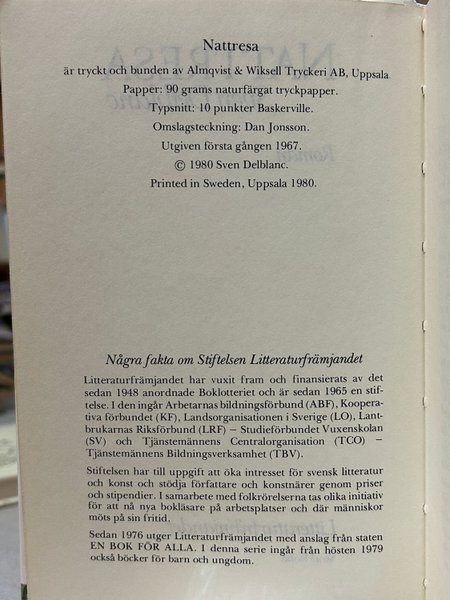 Nattresa
är tryckt och bunden av Almqvist & Wiksell Tryckeri AB, Uppsala.
Papper: 90 grams naturfärgat tryckpapper.
Typsnitt: 10 punkter Baskerville.
Omslagsteckning: Dan Jonsson.
Utgiven första gången 1967.
© 1980 Sven Delblanc.
Printed in Sweden, Uppsala 1980.
Några fakta om Stiftelsen Litteraturfrämjandet
Litteraturfrämjandet har vuxit fram och finansierats av det
sedan 1948 anordnade Boklotteriet och är sedan 1965 en stif-
telse. I den ingår Arbetarnas bildningsförbund (ABF), Koopera-
tiva förbundet (KF), Landsorganisationen i Sverige (LO), Lant-
brukarnas Riksförbund (LRF) – Studieförbundet Vuxenskolan
(SV) och Tjänstemännens Centralorganisation (TCO) –
Tjänstemännens Bildningsverksamhet (TBV).
Stiftelsen har till uppgift att öka intresset för svensk litteratur
och konst och stödja författare och konstnärer genom priser
och stipendier. I samarbete med folkrörelserna tas olika initiativ
för att nå nya bokläsare på arbetsplatser och där människor
möts på sin fritid.
Sedan 1976 utger Litteraturfrämjandet med anslag från staten
EN BOK FÖR ALLA. I denna serie ingår från hösten 1979
också böcker för barn och ungdom.